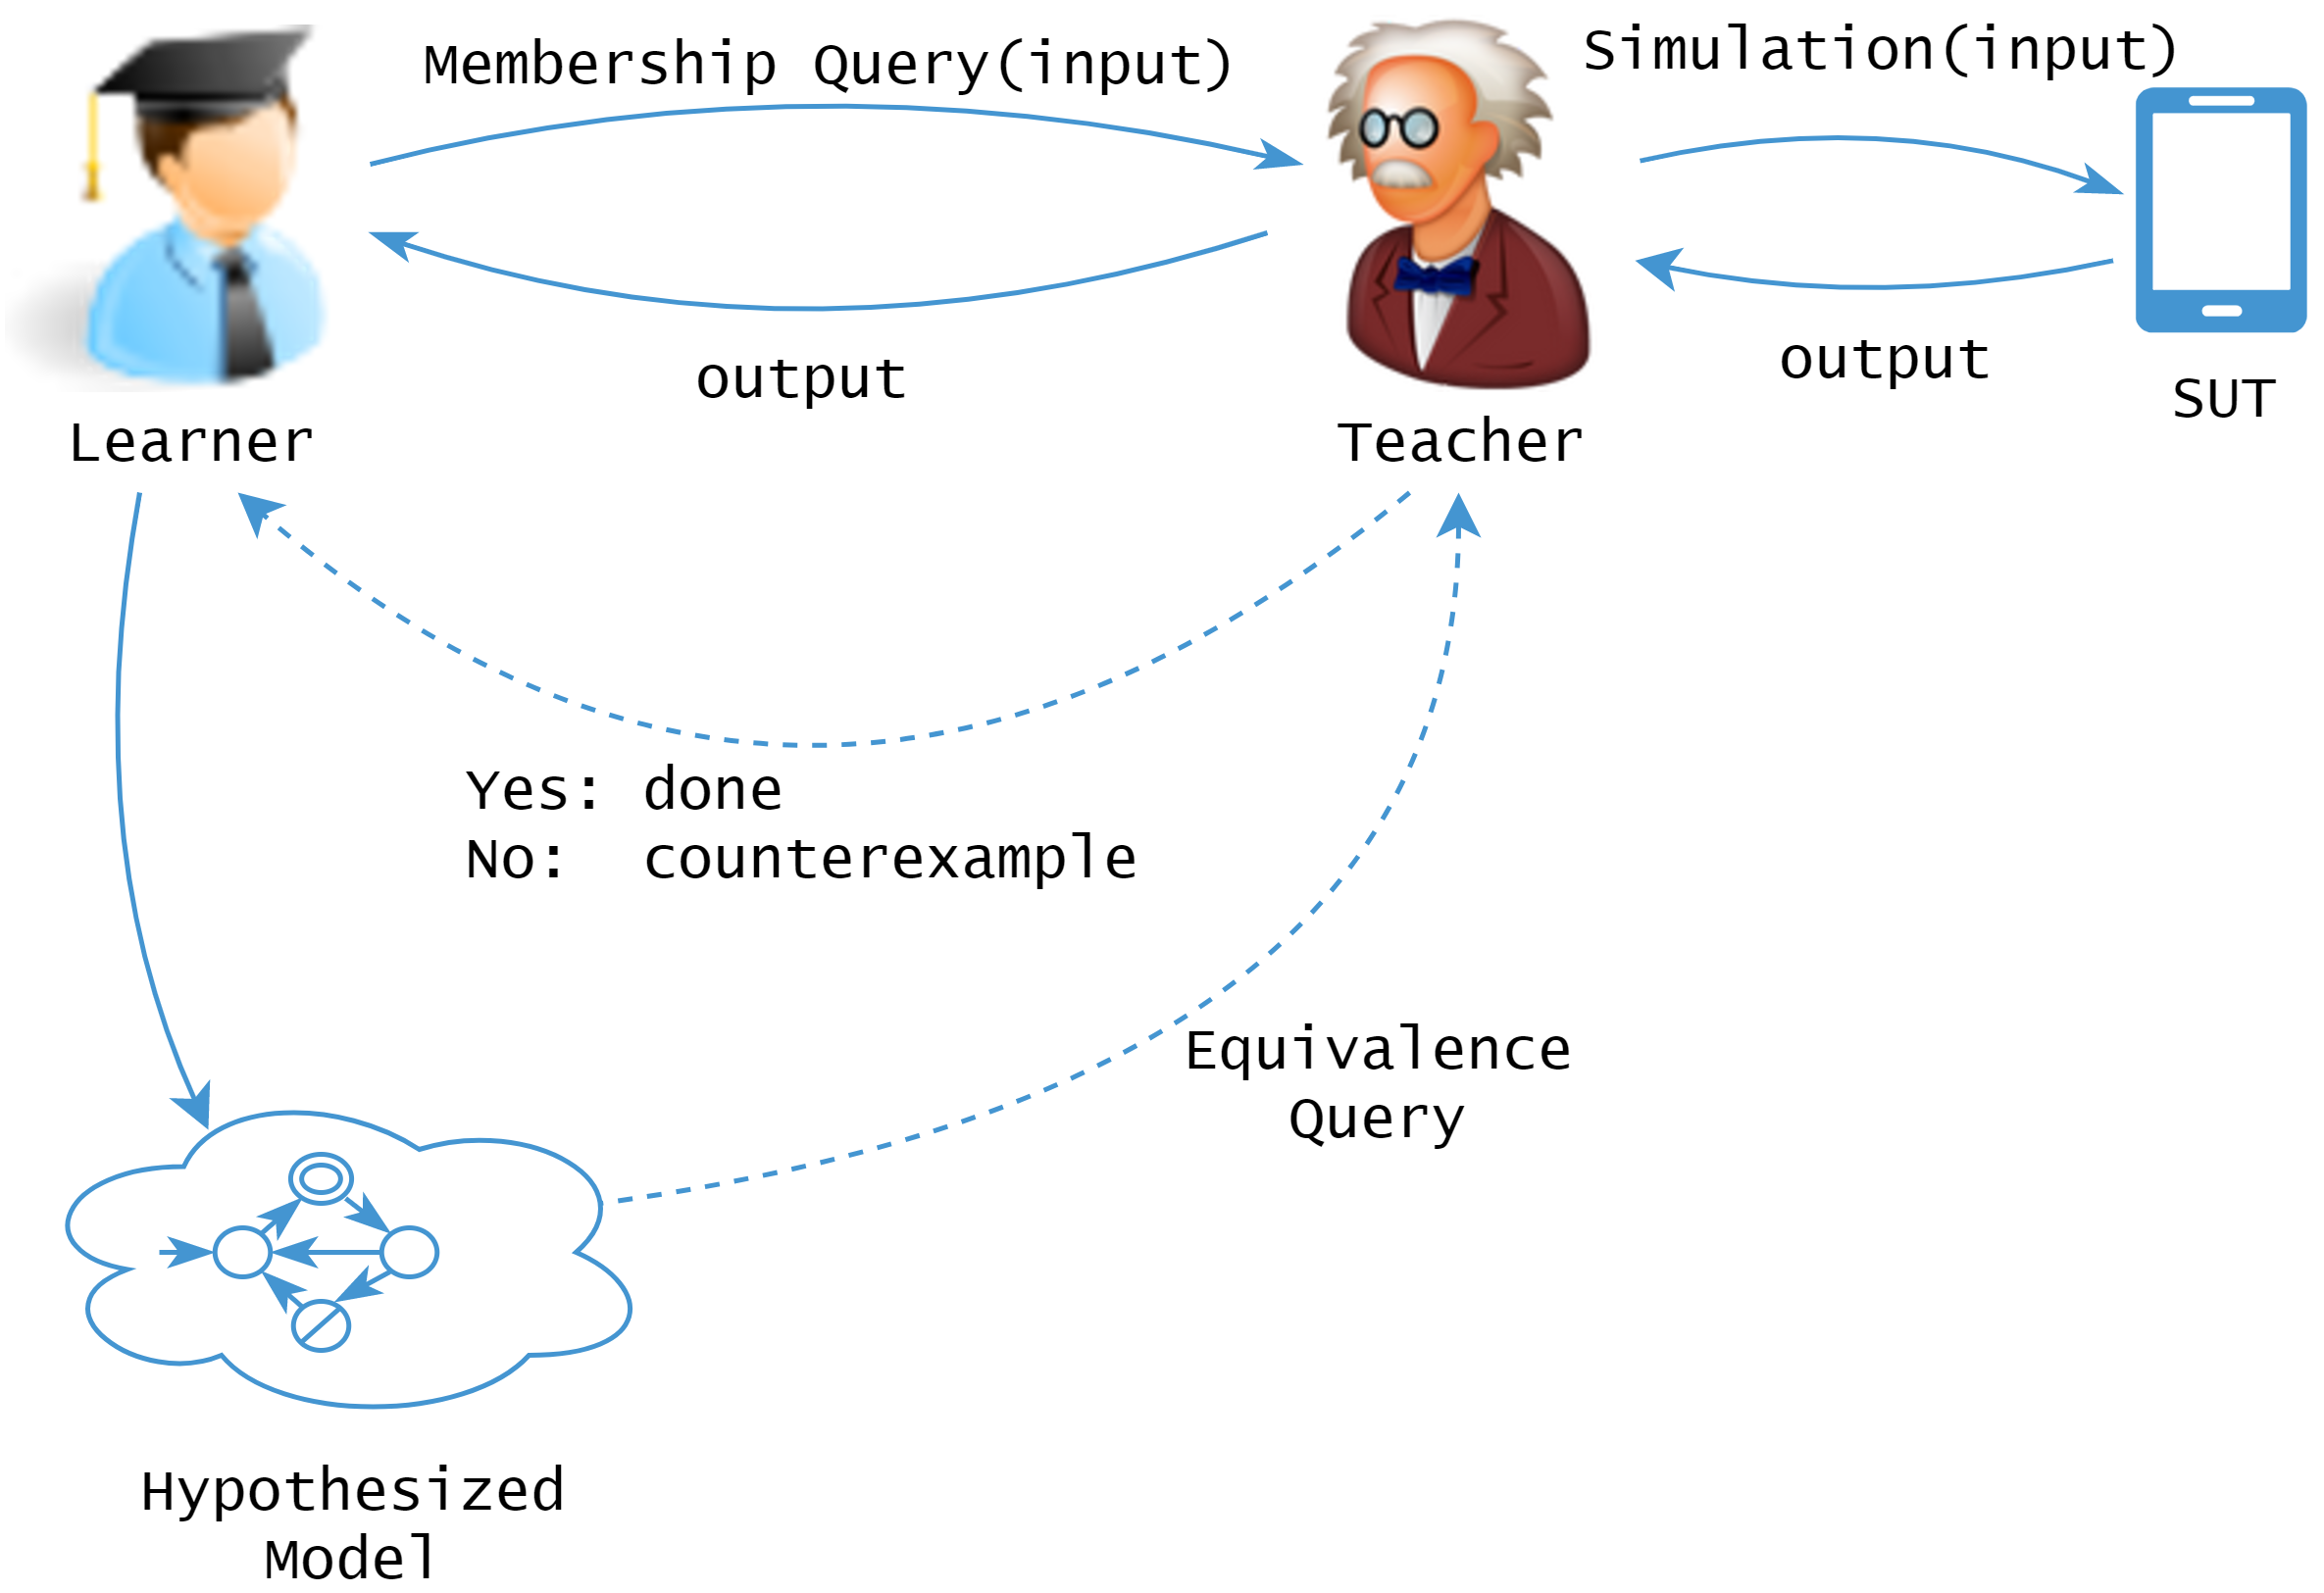 Membership Query(input)
Simulation(input)
output
output
SUT
Learner
Teacher
Yes: done
No:  counterexample
Equivalence
Query
Hypothesized
Model